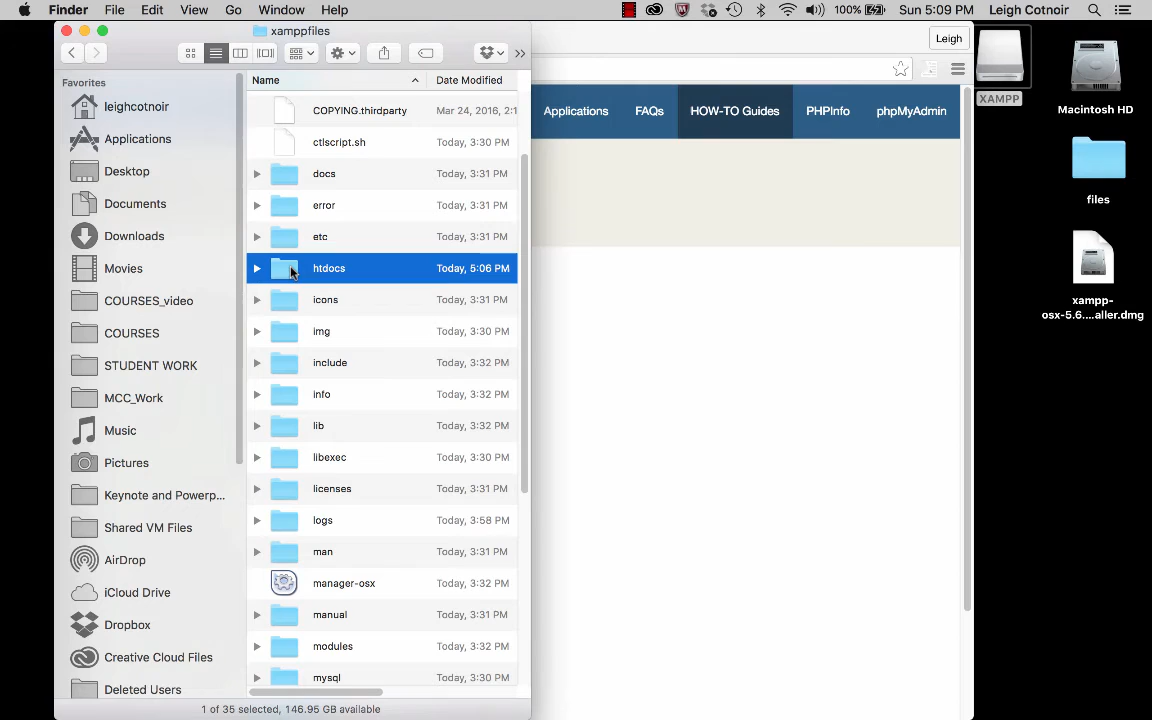 Finder File Edit View Go Window Help 100% Sun 5:09 PM Leigh Cotnoir
xamppfiles
Leigh
Favorites
leighcotnoir
Applications
Desktop
Documents
Downloads
Movies
COURSES_video
COURSES
STUDENT WORK
MCC_Work
Music
Pictures
Keynote and Powerp...
Shared VM Files
AirDrop
iCloud Drive
Dropbox
Creative Cloud Files
Deleted Users
Name Date Modified
COPYING.thirdparty Mar 24, 2016, 2:1
ctlscript.sh Today, 3:30 PM
docs Today, 3:31 PM
error Today, 3:31 PM
etc Today, 3:31 PM
htdocs Today, 5:06 PM
icons Today, 3:31 PM
img Today, 3:30 PM
include Today, 3:32 PM
info Today, 3:32 PM
lib Today, 3:32 PM
libexec Today, 3:30 PM
licenses Today, 3:31 PM
logs Today, 3:58 PM
man Today, 3:31 PM
manager-osx Today, 3:32 PM
manual Today, 3:31 PM
modules Today, 3:32 PM
mysql Today, 3:30 PM
1 of 35 selected, 146.95 GB available
Applications FAQs HOW-TO Guides PHPInfo phpMyAdmin
XAMPP
Macintosh HD
files
xampp-
osx-5.6....aller.dmg